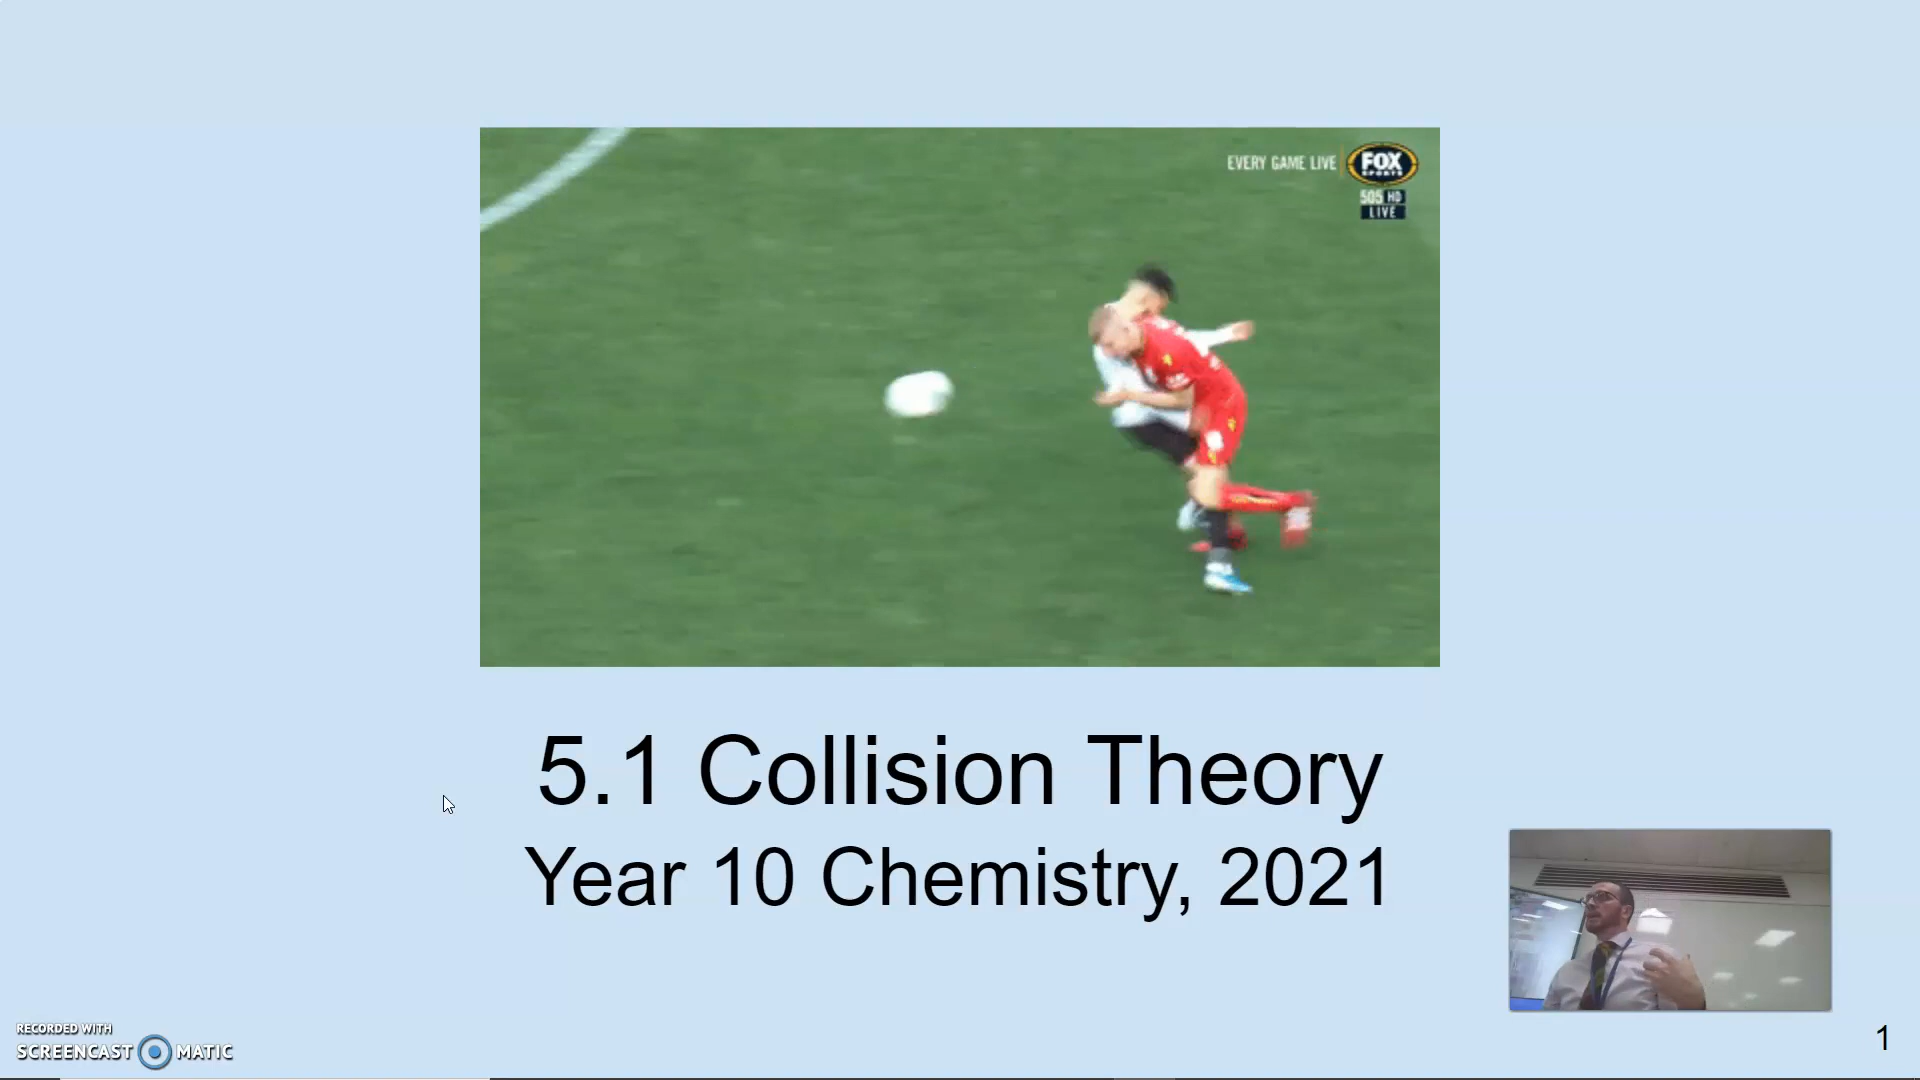 EVERY GAME LIVE
FOX
SPORTS
505 HD
LIVE
5.1 Collision Theory
Year 10 Chemistry, 2021
RECORDED WITH
SCREENCAST MATIC
1